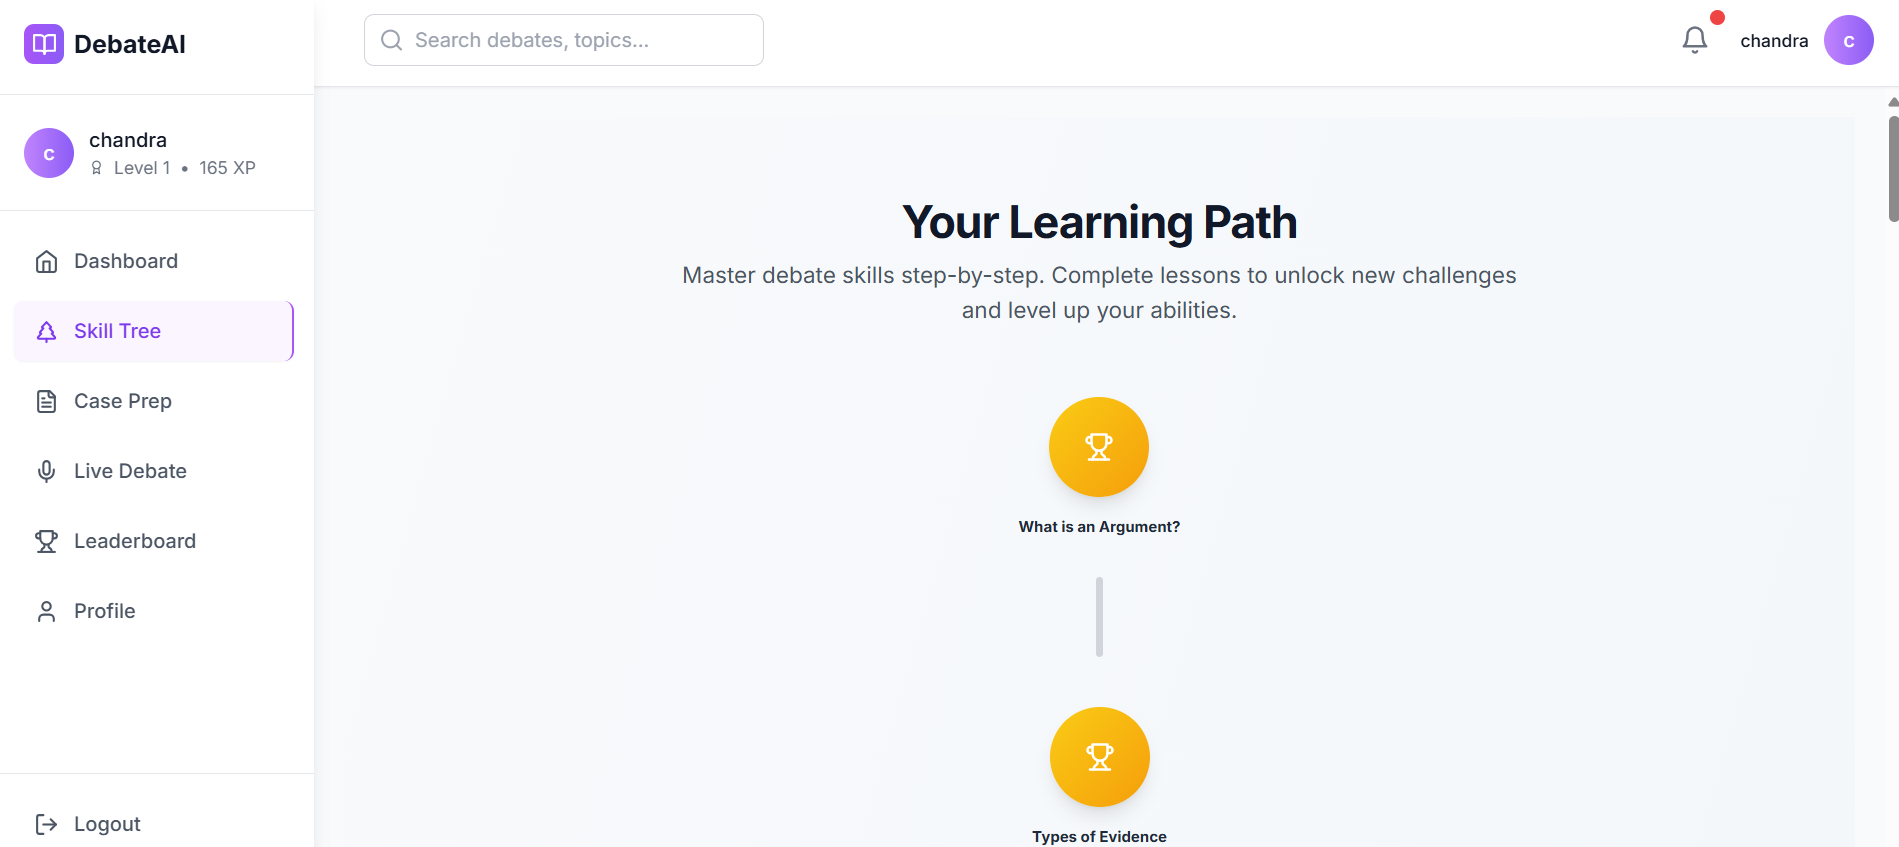 DebateAI
Search debates, topics...
chandra
c
c
chandra
Level 1 • 165 XP
Dashboard
Skill Tree
Case Prep
Live Debate
Leaderboard
Profile
Logout
Your Learning Path
Master debate skills step-by-step. Complete lessons to unlock new challenges
and level up your abilities.
What is an Argument?
Types of Evidence